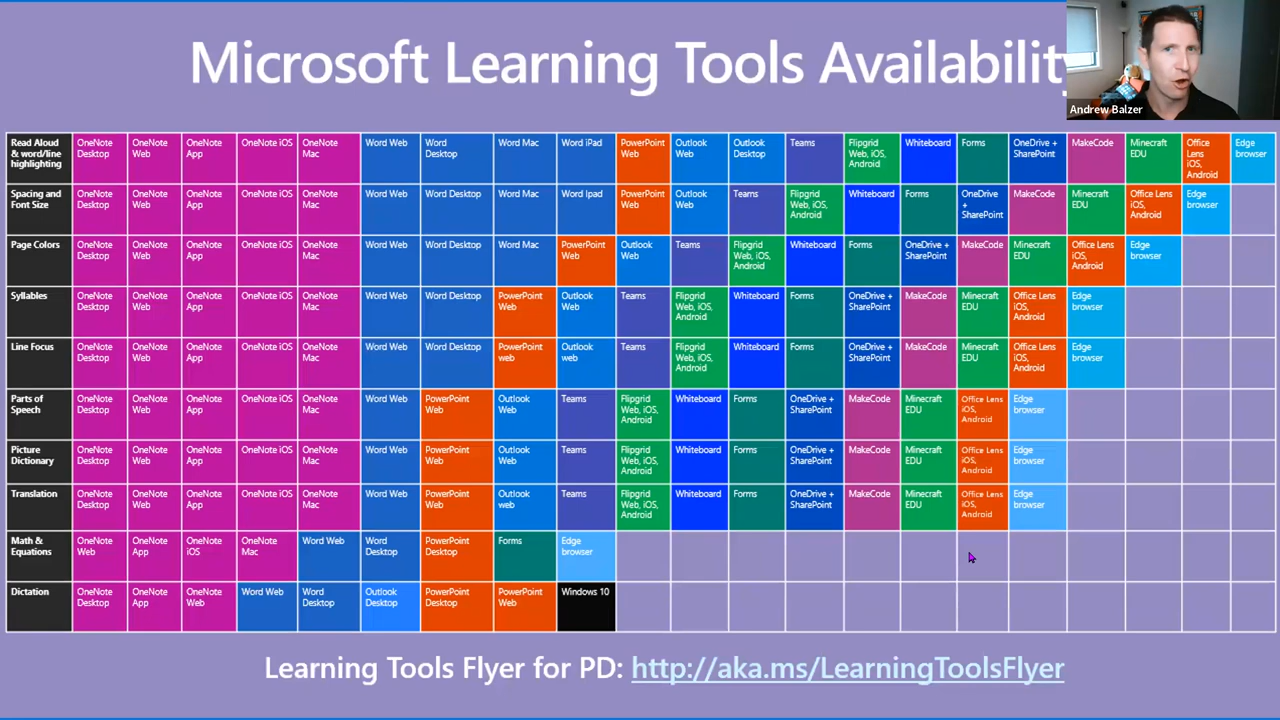 Microsoft Learning Tools Availability
Andrew Balzer
Read Aloud & word/line highlighting OneNote Desktop OneNote Web OneNote App OneNote iOS OneNote Mac Word Web Word Desktop Word Mac Word iPad PowerPoint Web Outlook Web Outlook Desktop Teams Flipgrid Web, iOS, Android Whiteboard Forms OneDrive + SharePoint MakeCode Minecraft EDU Office Lens iOS, Android Edge browser
Spacing and Font Size OneNote Desktop OneNote Web OneNote App OneNote iOS OneNote Mac Word Web Word Desktop Word Mac Word Ipad PowerPoint Web Outlook Web Teams Flipgrid Web, iOS, Android Whiteboard Forms OneDrive + SharePoint MakeCode Minecraft EDU Office Lens iOS, Android Edge browser
Page Colors OneNote Desktop OneNote Web OneNote App OneNote iOS OneNote Mac Word Web Word Desktop Word Mac PowerPoint Web Outlook Web Teams Flipgrid Web, iOS, Android Whiteboard Forms OneDrive + SharePoint MakeCode Minecraft EDU Office Lens iOS, Android Edge browser
Syllables OneNote Desktop OneNote Web OneNote App OneNote iOS OneNote Mac Word Web Word Desktop PowerPoint Web Outlook Web Teams Flipgrid Web, iOS, Android Whiteboard Forms OneDrive + SharePoint MakeCode Minecraft EDU Office Lens iOS, Android Edge browser
Line Focus OneNote Desktop OneNote Web OneNote App OneNote iOS OneNote Mac Word Web Word Desktop PowerPoint web Outlook web Teams Flipgrid Web, iOS, Android Whiteboard Forms OneDrive + SharePoint MakeCode Minecraft EDU Office Lens iOS, Android Edge browser
Parts of Speech OneNote Desktop OneNote Web OneNote App OneNote iOS OneNote Mac Word Web PowerPoint Web Outlook Web Teams Flipgrid Web, iOS, Android Whiteboard Forms OneDrive + SharePoint MakeCode Minecraft EDU Office Lens iOS, Android Edge browser
Picture Dictionary OneNote Desktop OneNote Web OneNote App OneNote iOS OneNote Mac Word Web PowerPoint Web Outlook Web Teams Flipgrid Web, iOS, Android Whiteboard Forms OneDrive + SharePoint MakeCode Minecraft EDU Office Lens iOS, Android Edge browser
Translation OneNote Desktop OneNote Web OneNote App OneNote iOS OneNote Mac Word Web PowerPoint Web Outlook web Teams Flipgrid Web, iOS, Android Whiteboard Forms OneDrive + SharePoint MakeCode Minecraft EDU Office Lens iOS, Android Edge browser
Math & Equations OneNote Web OneNote App OneNote iOS OneNote Mac Word Web Word Desktop PowerPoint Desktop Forms Edge browser
Dictation OneNote Desktop OneNote App OneNote Web Word Web Word Desktop Outlook Desktop PowerPoint Desktop PowerPoint Web Windows 10
Learning Tools Flyer for PD: http://aka.ms/LearningToolsFlyer